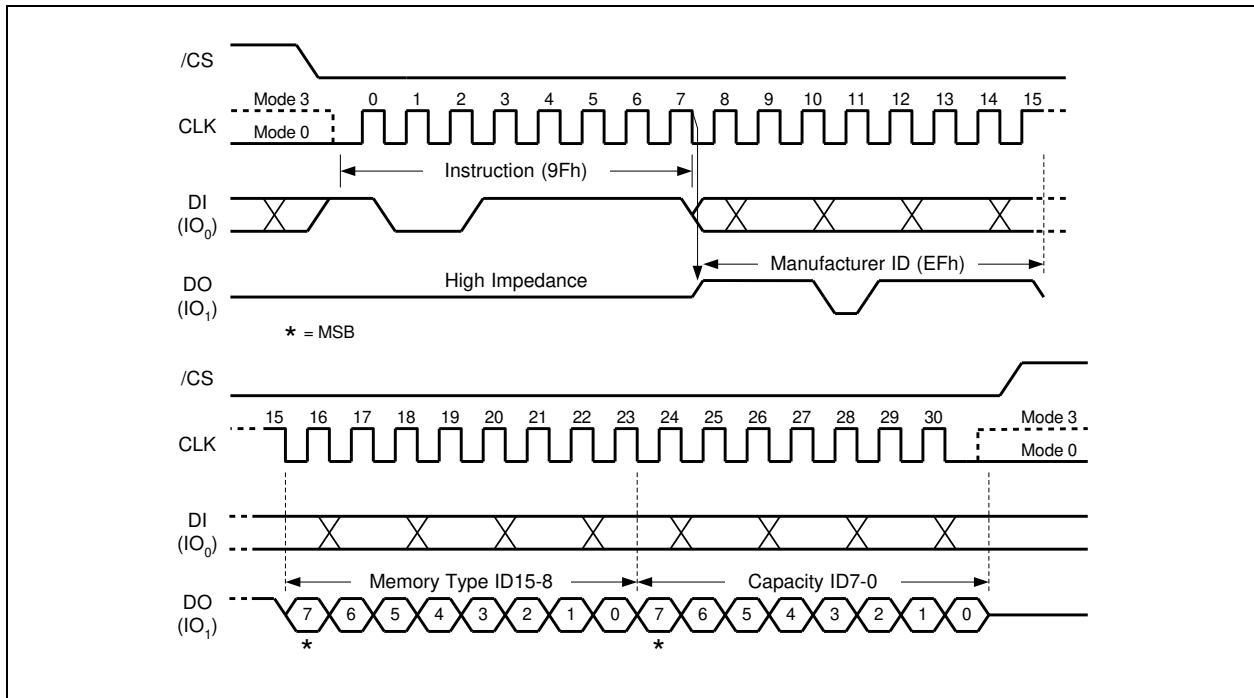 /CS
Mode 3 0 1 2 3 4 5 6 7 8 9 10 11 12 13 14 15
CLK Mode 0
Instruction (9Fh)
DI
(IO0)
Manufacturer ID (EFh)
DO High Impedance
(IO1)
* = MSB
/CS
15 16 17 18 19 20 21 22 23 24 25 26 27 28 29 30 Mode 3
CLK Mode 0
DI
(IO0)
Memory Type ID15-8 Capacity ID7-0
DO 7 6 5 4 3 2 1 0 7 6 5 4 3 2 1 0
(IO1)
* *